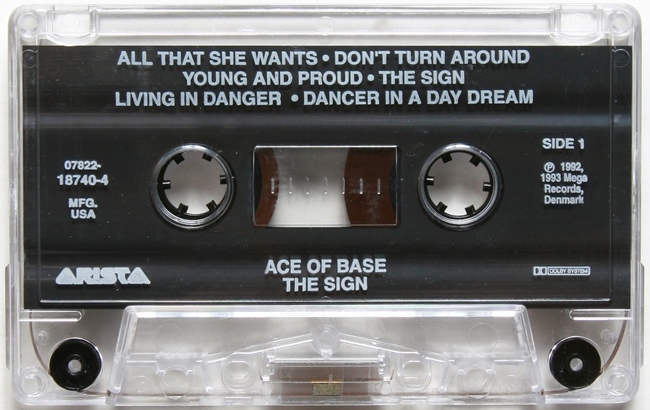 ALL THAT SHE WANTS • DON'T TURN AROUND
YOUNG AND PROUD • THE SIGN
LIVING IN DANGER • DANCER IN A DAY DREAM
07822-
18740-4
MFG.
USA
SIDE 1
Ⓟ 1992,
1993 Mega
Records,
Denmark
ARISTA
ACE OF BASE
THE SIGN
DOLBY SYSTEM